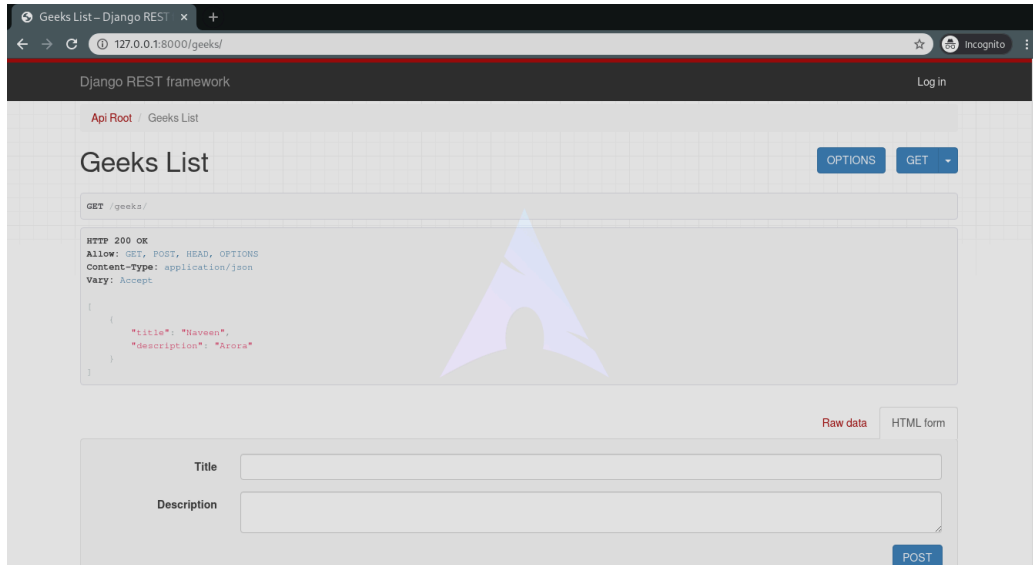 Geeks List – Django REST
127.0.0.1:8000/geeks/
Incognito
Django REST framework
Log in
Api Root / Geeks List
Geeks List
OPTIONS
GET
GET /geeks/
HTTP 200 OK
Allow: GET, POST, HEAD, OPTIONS
Content-Type: application/json
Vary: Accept
[
{
"title": "Naveen",
"description": "Arora"
}
]
Raw data
HTML form
Title
Description
POST